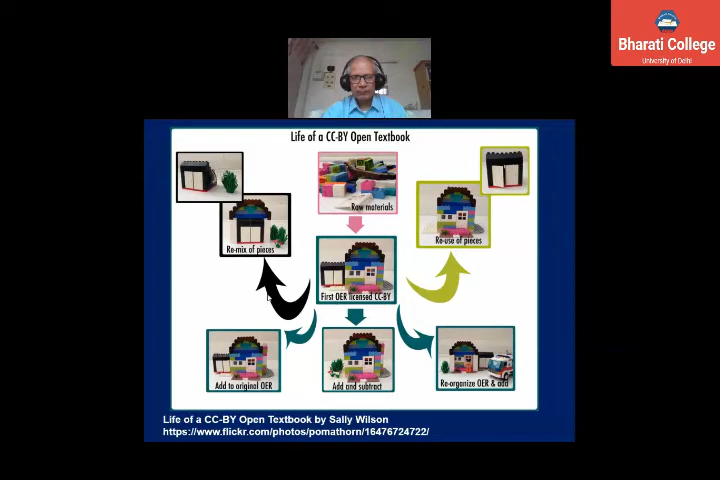 Bharati College
University of Delhi
Life of a CC-BY Open Textbook
Raw materials
Re-mix of pieces
Re-use of pieces
First OER licensed CC-BY
Add to original OER
Add and subtract
Re-organize OER & add
Life of a CC-BY Open Textbook by Sally Wilson
https://www.flickr.com/photos/pomathorn/16476724722/